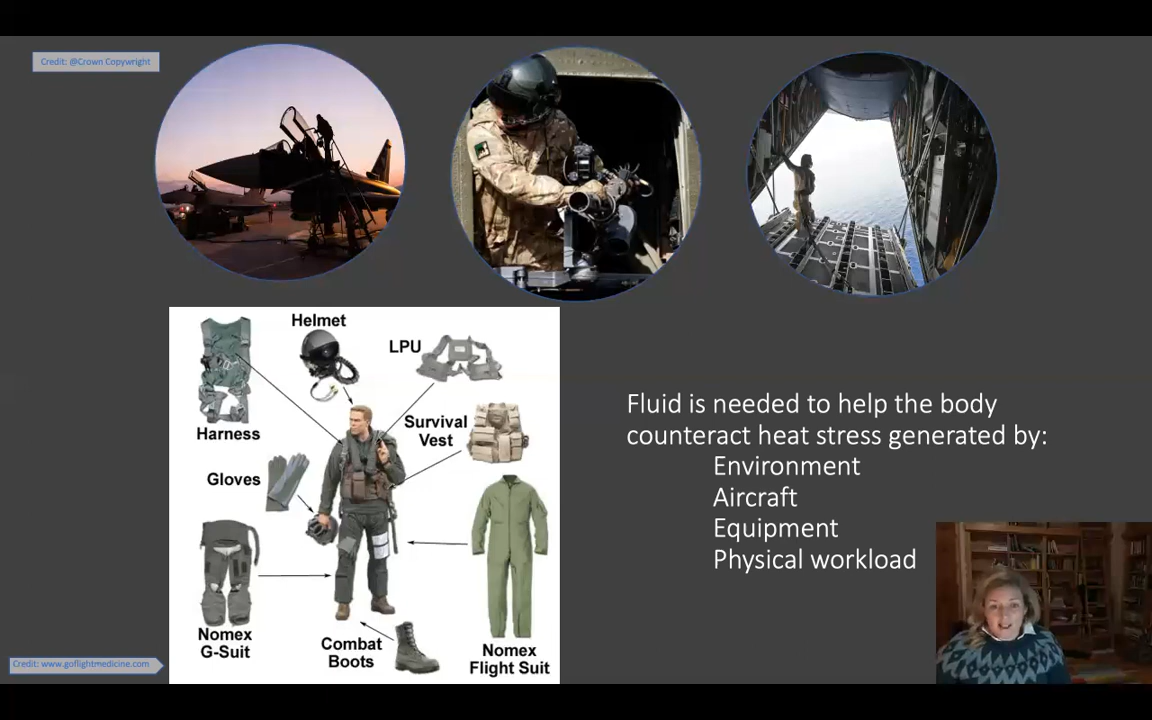 Credit: @Crown Copywright
Helmet
LPU
Harness
Survival
Vest
Gloves
Nomex
G-Suit
Combat
Boots
Nomex
Flight Suit
Fluid is needed to help the body
counteract heat stress generated by:
Environment
Aircraft
Equipment
Physical workload
Credit: www.goflightmedicine.com